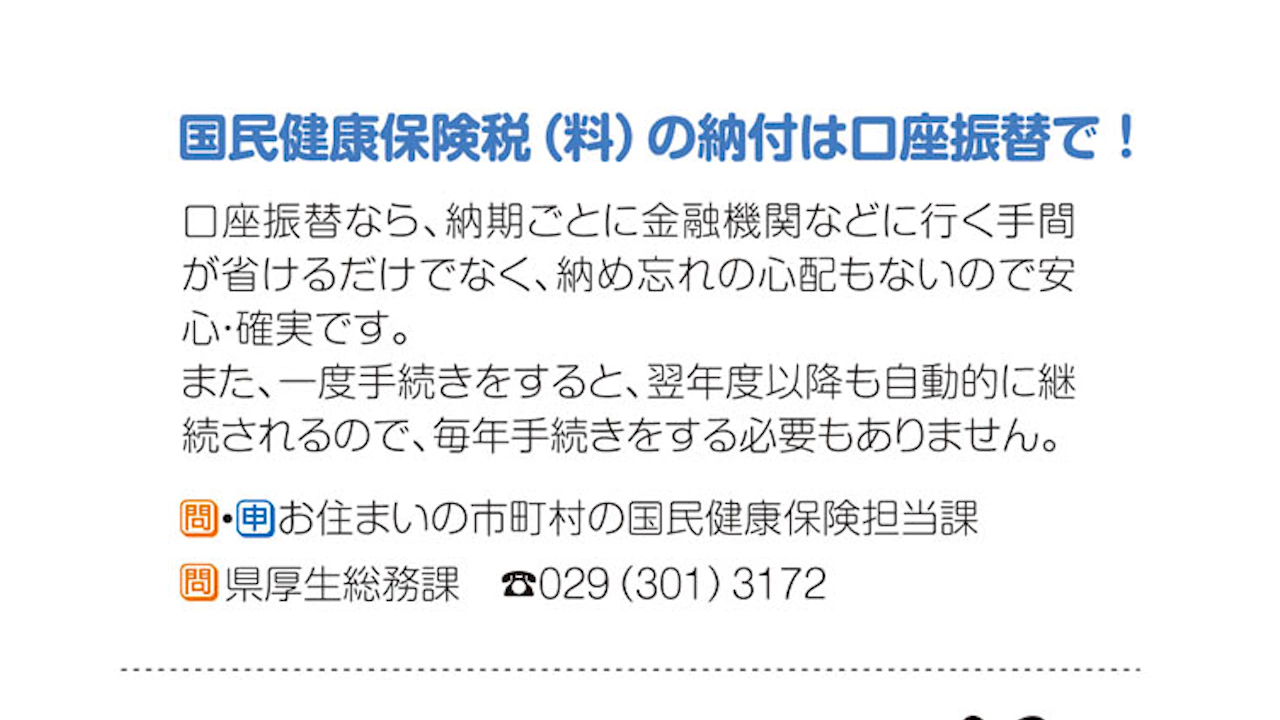 国民健康保険税（料）の納付は口座振替で！
口座振替なら、納期ごとに金融機関などに行く手間
が省けるだけでなく、納め忘れの心配もないので安
心・確実です。
また、一度手続きをすると、翌年度以降も自動的に継
続されるので、毎年手続きをする必要もありません。
問・申お住まいの市町村の国民健康保険担当課
問県厚生総務課　☎029（301）3172